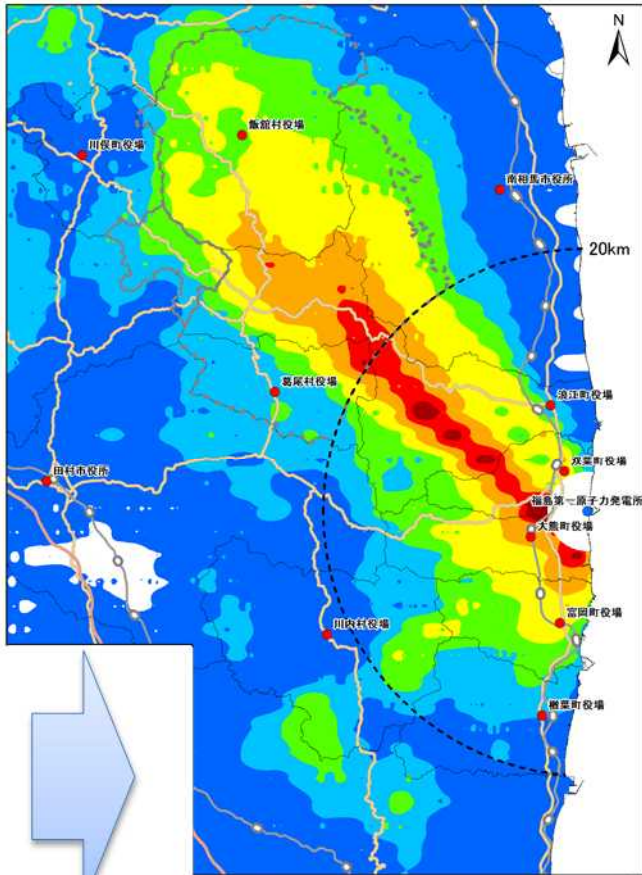 N
飯舘村役場
川俣町役場
南相馬市役所
20km
葛尾村役場
浪江町役場
双葉町役場
田村市役所
福島第一原子力発電所
大熊町役場
富岡町役場
川内村役場
楢葉町役場